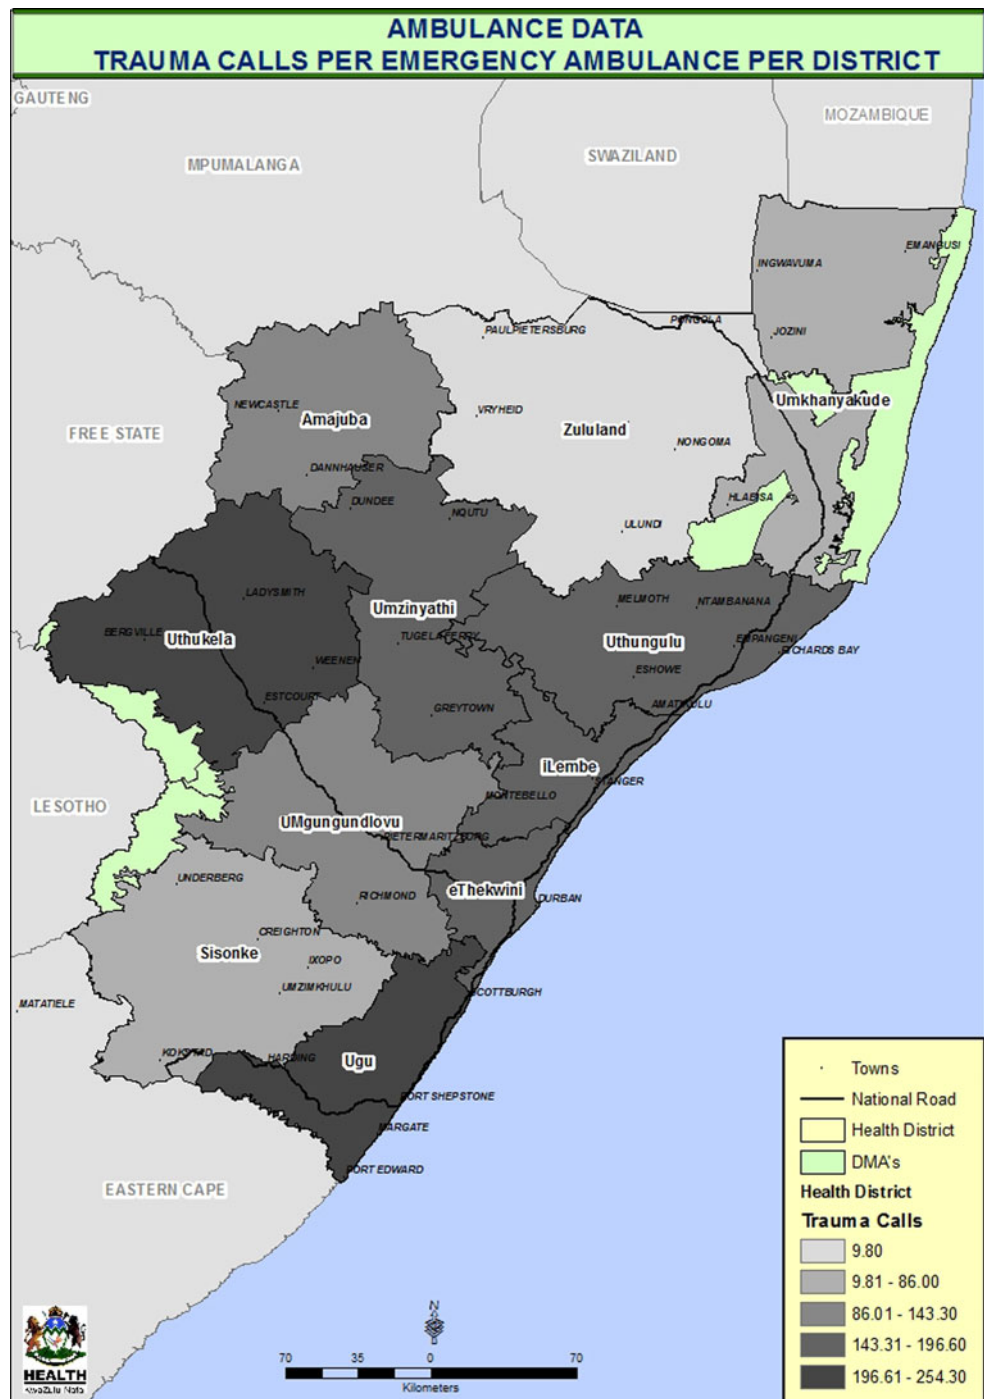 AMBULANCE DATA
TRAUMA CALLS PER EMERGENCY AMBULANCE PER DISTRICT
GAUTENG
MOZAMBIQUE
MPUMALANGA
SWAZILAND
EMANGUSI
INGWAVUMA
PONGOLA
PAULPIETERSBURG
JOZINI
NEWCASTLE
Amajuba
VRYHEID
Umkhanyakude
FREE STATE
Zululand
NONGOMA
DANNHAUSER
DUNDEE
HLABISA
NQUTU
ULUNDI
LADYSMITH
Umzinyathi
MELMOTH
NTAMBANANA
BERGVILLE
Uthukela
TUGELA FERRY
Uthungulu
EMPANGENI
RICHARDS BAY
WEENEN
ESHOWE
ESTCOURT
AMATIKULU
GREYTOWN
iLembe
STANGER
LESOTHO
MONTEBELLO
UMgungundlovu
PIETERMARITZBURG
UNDERBERG
eThekwini
RICHMOND
DURBAN
CREIGHTON
Sisonke
IXOPO
UMZIMKHULU
SCOTTBURGH
MATATIELE
KOKSTAD
HARDING
Ugu
PORT SHEPSTONE
MARGATE
PORT EDWARD
EASTERN CAPE
Towns
National Road
Health District
DMA's
Health District
Trauma Calls
9.80
9.81 - 86.00
86.01 - 143.30
143.31 - 196.60
196.61 - 254.30
N
70 35 0 70
Kilometers
HEALTH
KwaZulu Natal